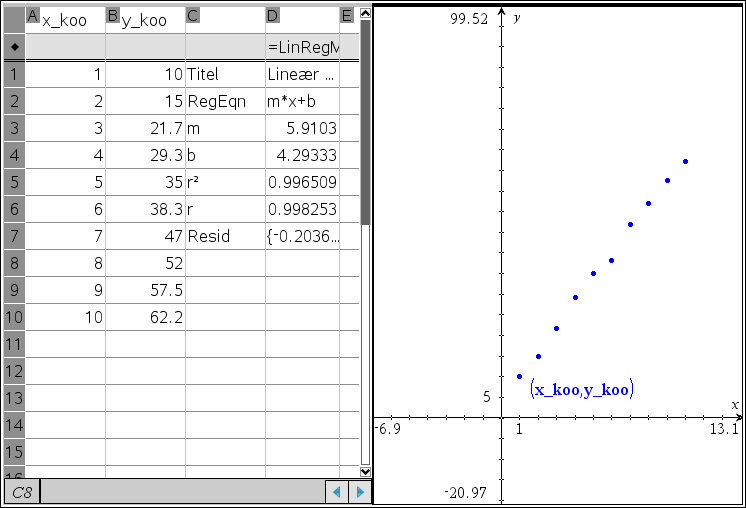 A x_koo B y_koo C D E
◆ =LinRegM
1 1 10 Titel Lineær ...
2 2 15 RegEqn m*x+b
3 3 21.7 m 5.9103
4 4 29.3 b 4.29333
5 5 35 r² 0.996509
6 6 38.3 r 0.998253
7 7 47 Resid {⁻0.2036...
8 8 52
9 9 57.5
10 10 62.2
11
12
13
14
15
16
C8
99.52 y
(x_koo,y_koo)
5
x
-6.9 1 13.1
-20.97